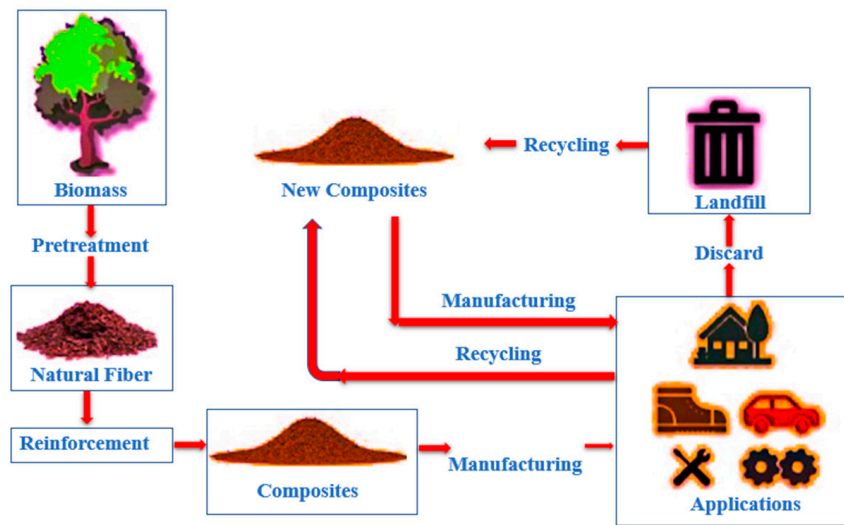 Biomass
Pretreatment
Natural Fiber
Reinforcement
Composites
Manufacturing
Applications
Discard
Landfill
Recycling
New Composites
Manufacturing
Recycling